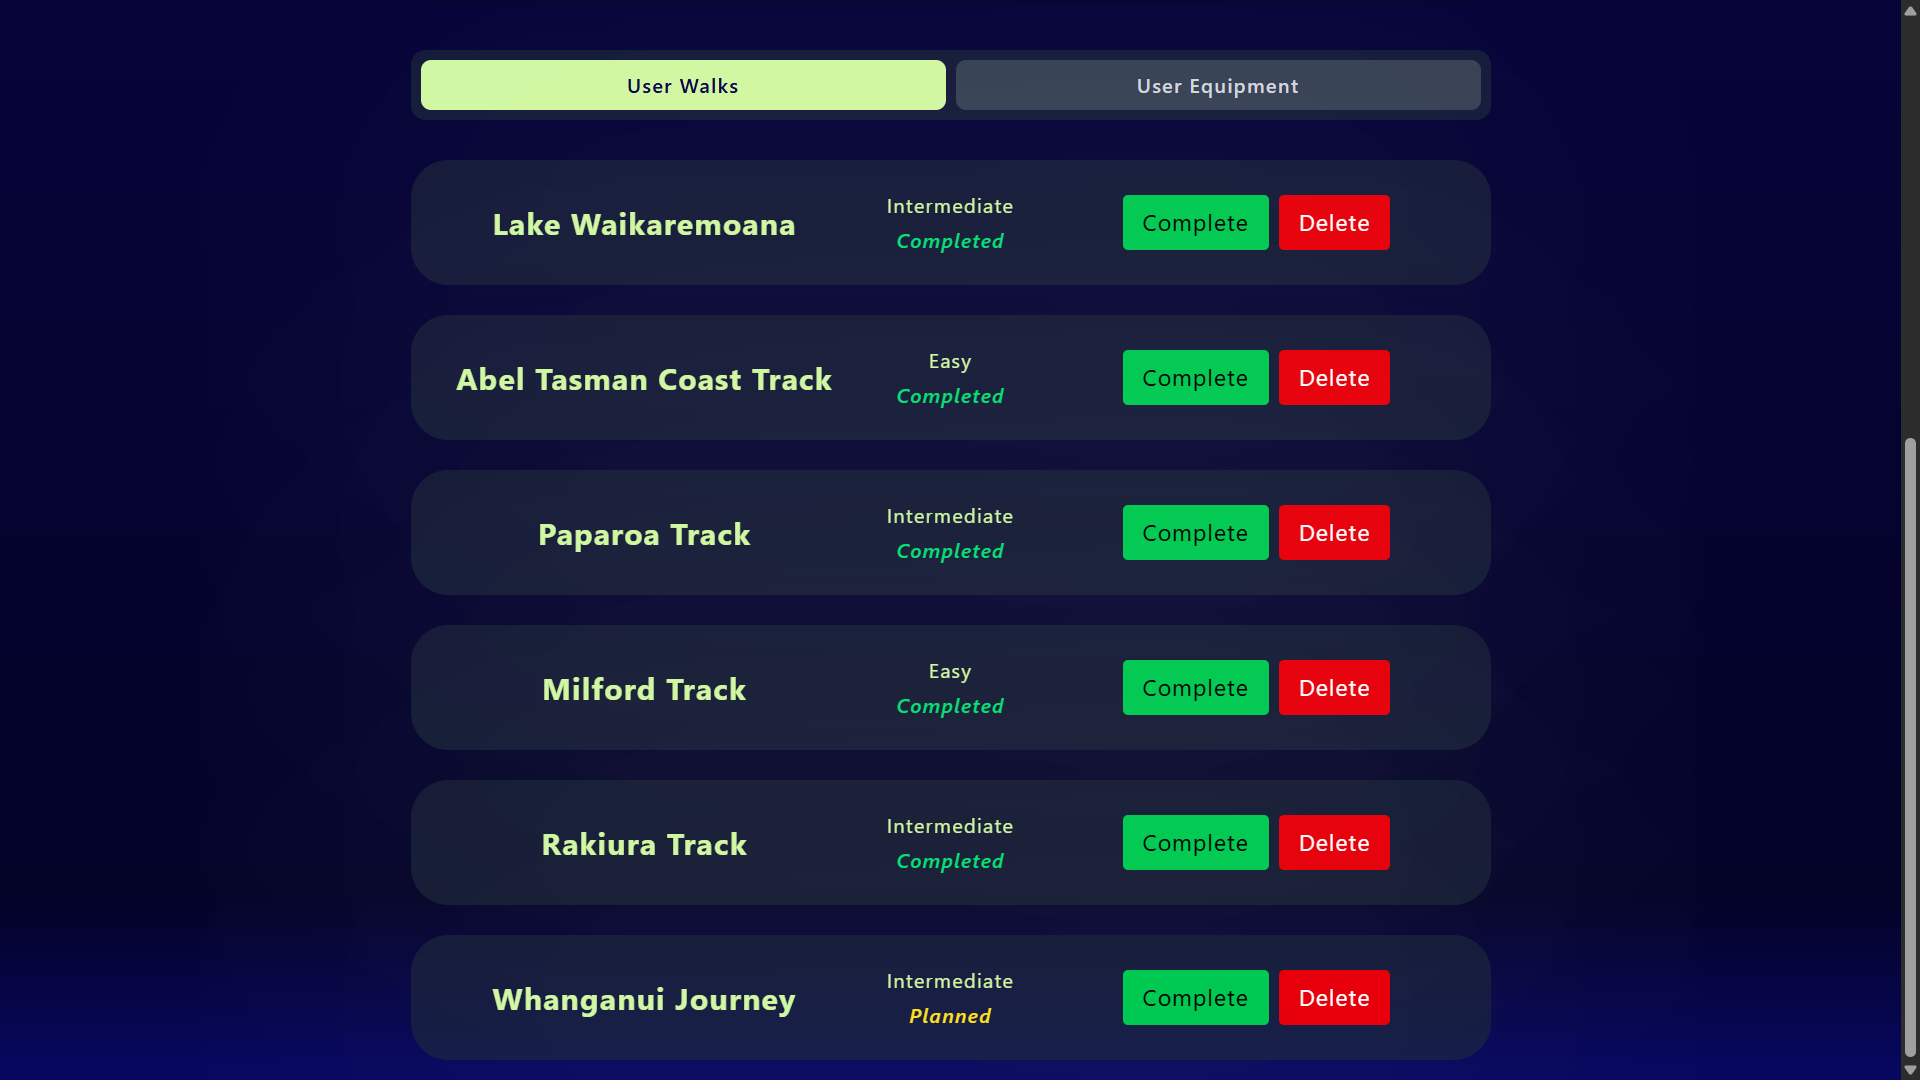 User Walks
User Equipment
Lake Waikaremoana
Intermediate
Completed
Complete
Delete
Abel Tasman Coast Track
Easy
Completed
Complete
Delete
Paparoa Track
Intermediate
Completed
Complete
Delete
Milford Track
Easy
Completed
Complete
Delete
Rakiura Track
Intermediate
Completed
Complete
Delete
Whanganui Journey
Intermediate
Planned
Complete
Delete